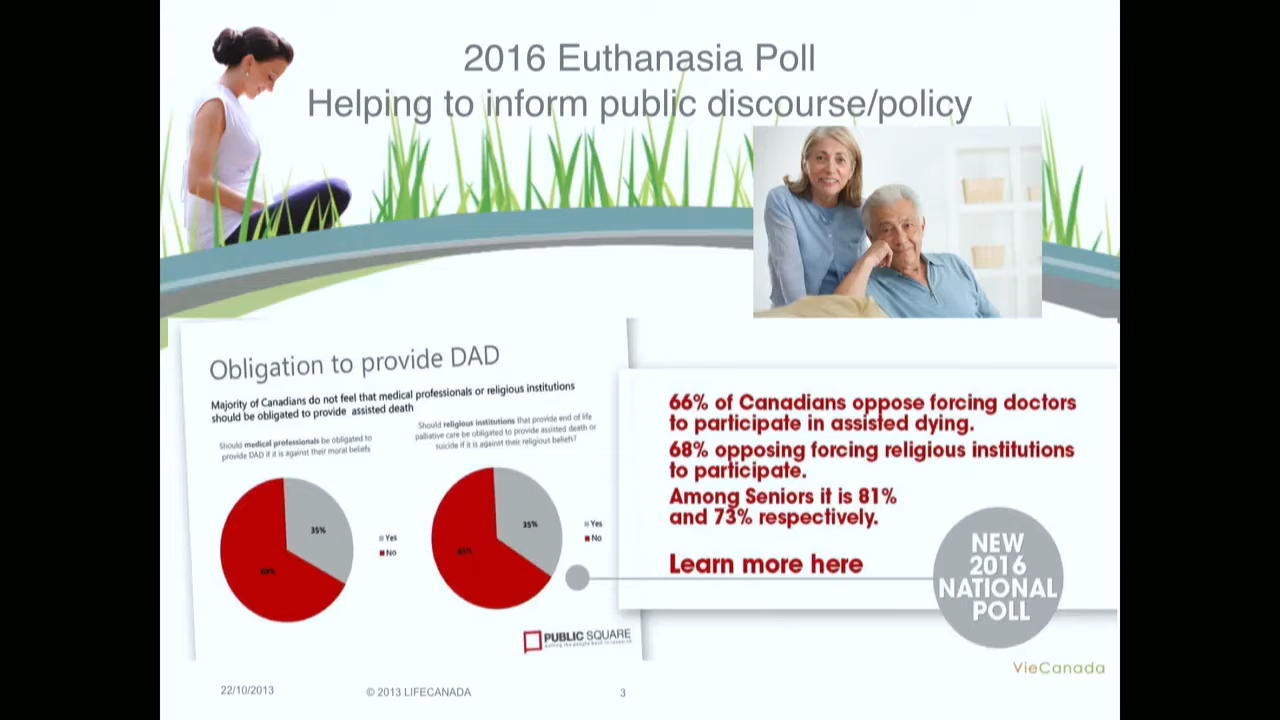 2016 Euthanasia Poll
Helping to inform public discourse/policy
Obligation to provide DAD
Majority of Canadians do not feel that medical professionals or religious institutions
should be obligated to provide assisted death
Should medical professionals be obligated to
provide DAD if it is against their moral beliefs
Should religious institutions that provide end of life
palliative care be obligated to provide assisted death or
suicide if it is against their religious beliefs?
35%
Yes
No
35%
Yes
No
PUBLIC SQUARE
66% of Canadians oppose forcing doctors
to participate in assisted dying.
68% opposing forcing religious institutions
to participate.
Among Seniors it is 81%
and 73% respectively.
Learn more here
NEW
2016
NATIONAL
POLL
VieCanada
22/10/2013
© 2013 LIFECANADA
3